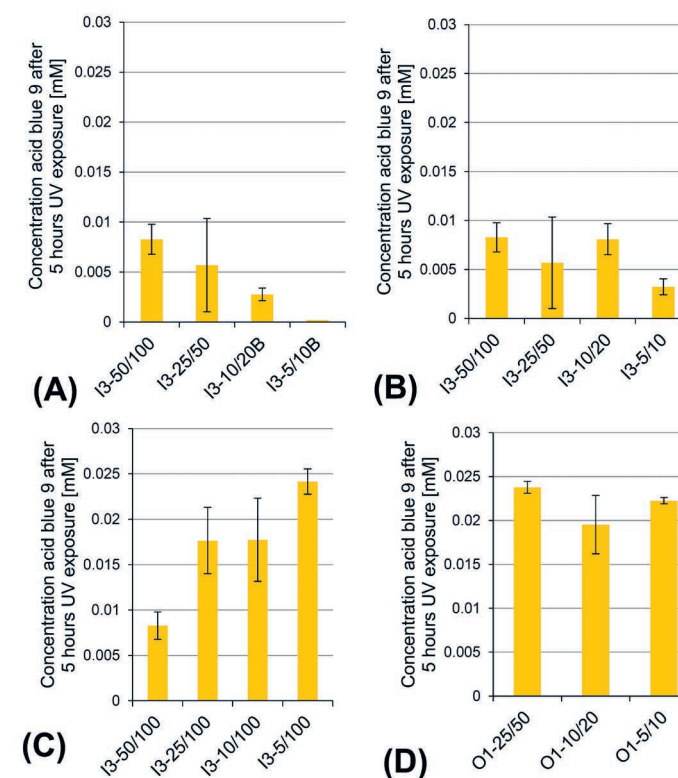 Concentration acid blue 9 after
5 hours UV exposure [mM]
0.03
0.025
0.02
0.015
0.01
0.005
0
I3-50/100
I3-25/50
I3-10/20B
I3-5/10B
(A)
Concentration acid blue 9 after
5 hours UV exposure [mM]
0.03
0.025
0.02
0.015
0.01
0.005
0
I3-50/100
I3-25/50
I3-10/20
I3-5/10
(B)
Concentration acid blue 9 after
5 hours UV exposure [mM]
0.03
0.025
0.02
0.015
0.01
0.005
0
I3-50/100
I3-25/100
I3-10/100
I3-5/100
(C)
Concentration acid blue 9 after
5 hours UV exposure [mM]
0.03
0.025
0.02
0.015
0.01
0.005
0
O1-25/50
O1-10/20
O1-5/10
(D)